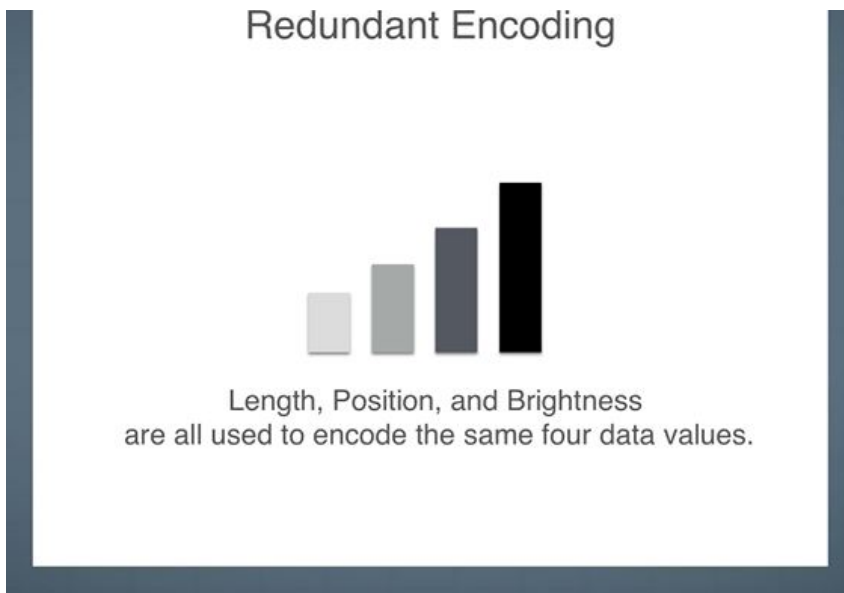 Redundant Encoding
Length, Position, and Brightness
are all used to encode the same four data values.